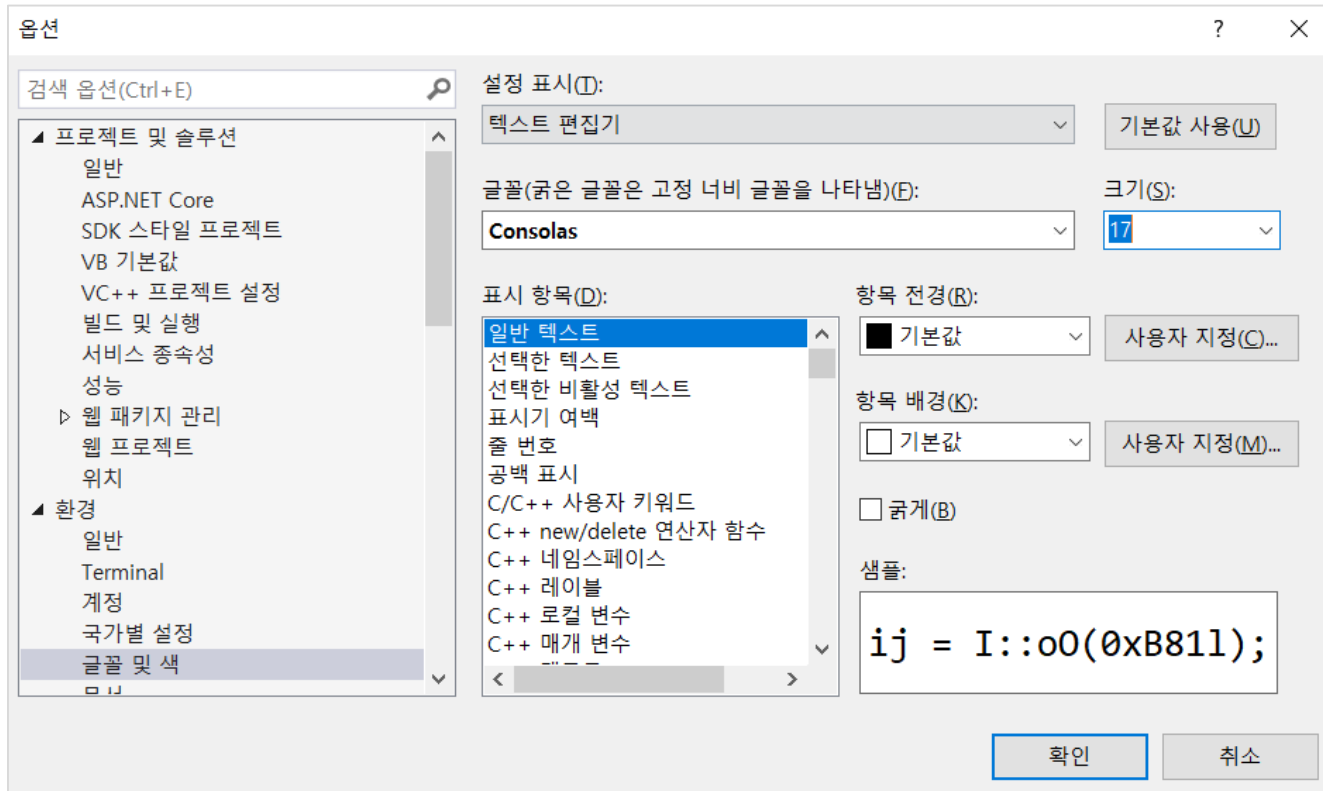 옵션
?
검색 옵션(Ctrl+E)
프로젝트 및 솔루션
일반
ASP.NET Core
SDK 스타일 프로젝트
VB 기본값
VC++ 프로젝트 설정
빌드 및 실행
서비스 종속성
성능
웹 패키지 관리
웹 프로젝트
위치
환경
일반
Terminal
계정
국가별 설정
글꼴 및 색
설정 표시(T):
텍스트 편집기
기본값 사용(U)
글꼴(굵은 글꼴은 고정 너비 글꼴을 나타냄)(F):
크기(S):
Consolas
17
표시 항목(D):
일반 텍스트
선택한 텍스트
선택한 비활성 텍스트
표시기 여백
줄 번호
공백 표시
C/C++ 사용자 키워드
C++ new/delete 연산자 함수
C++ 네임스페이스
C++ 레이블
C++ 로컬 변수
C++ 매개 변수
항목 전경(R):
기본값
사용자 지정(C)...
항목 배경(K):
기본값
사용자 지정(M)...
굵게(B)
샘플:
ij = I::oO(0xB81l);
확인
취소